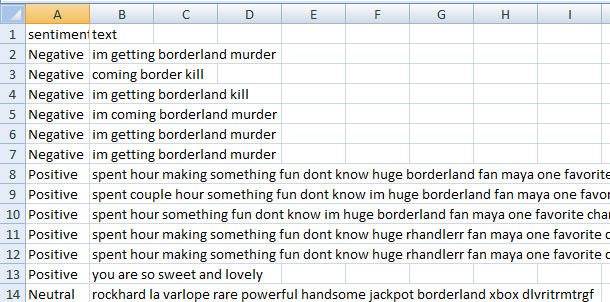 A B C D E F G H I
1 sentiment text
2 Negative im getting borderland murder
3 Negative coming border kill
4 Negative im getting borderland kill
5 Negative im coming borderland murder
6 Negative im getting borderland murder
7 Negative im getting borderland murder
8 Positive spent hour making something fun dont know huge borderland fan maya one favorite
9 Positive spent couple hour something fun dont know im huge borderland fan maya one favor
10 Positive spent hour something fun dont know im huge borderland fan maya one favorite char
11 Positive spent hour making something fun dont know huge rhandlerr fan maya one favorite c
12 Positive spent hour making something fun dont know huge rhandlerr fan maya one favorite c
13 Positive you are so sweet and lovely
14 Neutral rockhard la varlope rare powerful handsome jackpot borderland xbox dlvritrmtrgf